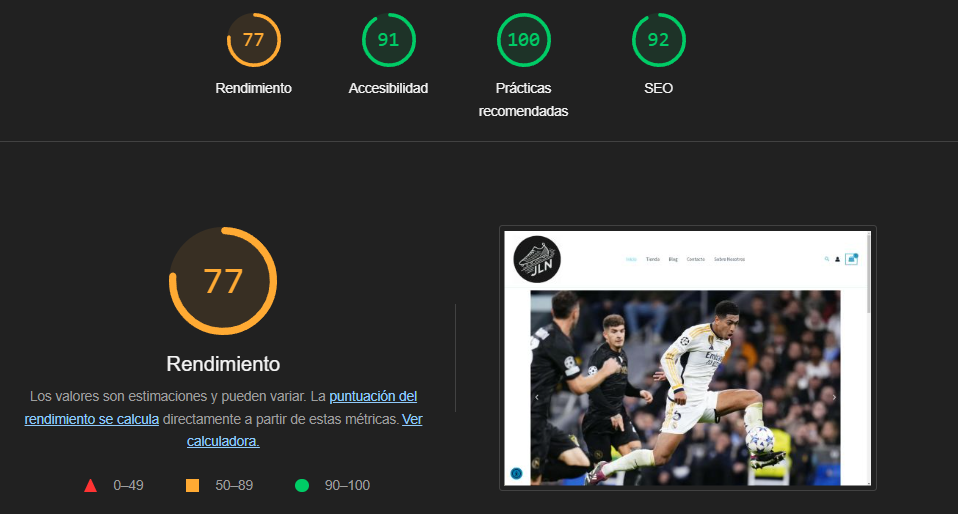 77
91
100
92
Rendimiento
Accesibilidad
Prácticas
recomendadas
SEO
77
Rendimiento
Los valores son estimaciones y pueden variar. La puntuación del
rendimiento se calcula directamente a partir de estas métricas. Ver
calculadora.
0–49
50–89
90–100
JLN
Inicio Tienda Blog Contacto Sobre Nosotros